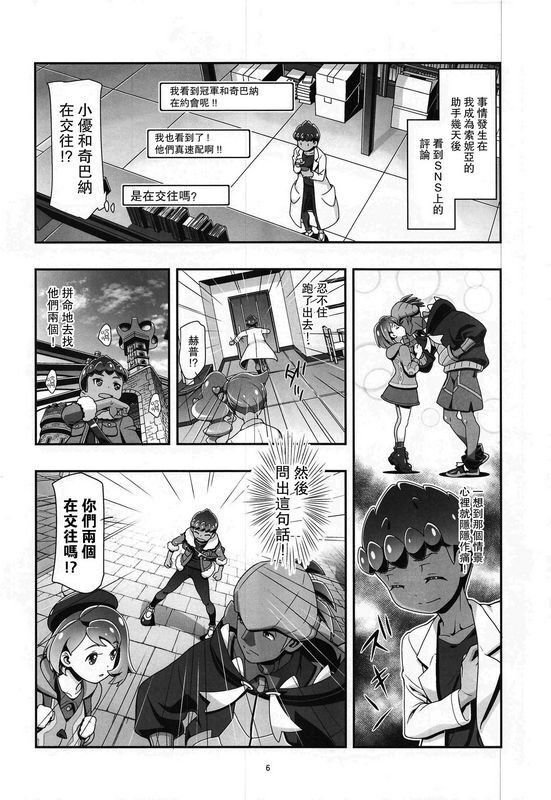 事情發生在
我成為索妮亞的
助手幾天後
看到SNS上的
評論
我看到冠軍和奇巴納
在約會呢!!
我也看到了!
他們真速配啊!!
是在交往嗎?
小優和奇巴納
在交往!?
一想到那個情景
心裡就隱隱作痛!
忍不住
跑了出去!
赫普?
拼命地去找
他們兩個!
然後
問出這句話!
你們兩個
在交往嗎!?
6